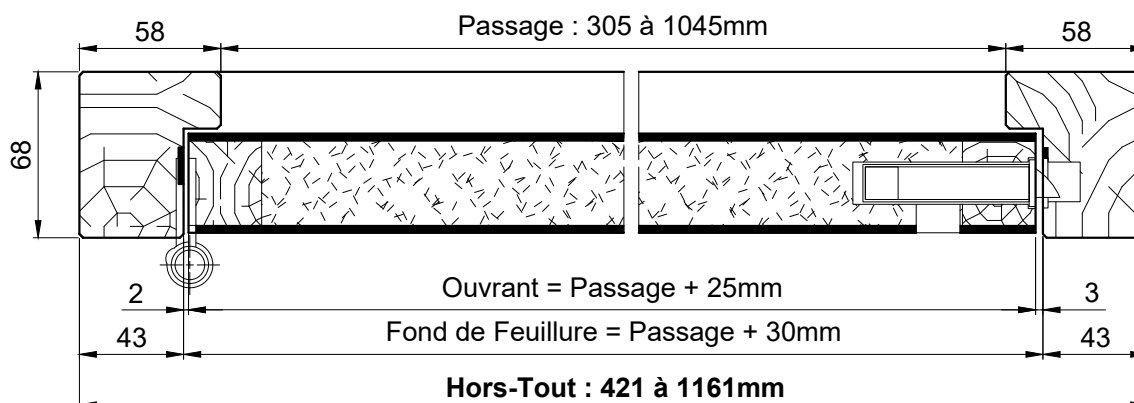 58 Passage : 305 à 1045mm 58
68
2 Ouvrant = Passage + 25mm 3
43 Fond de Feuillure = Passage + 30mm 43
Hors-Tout : 421 à 1161mm